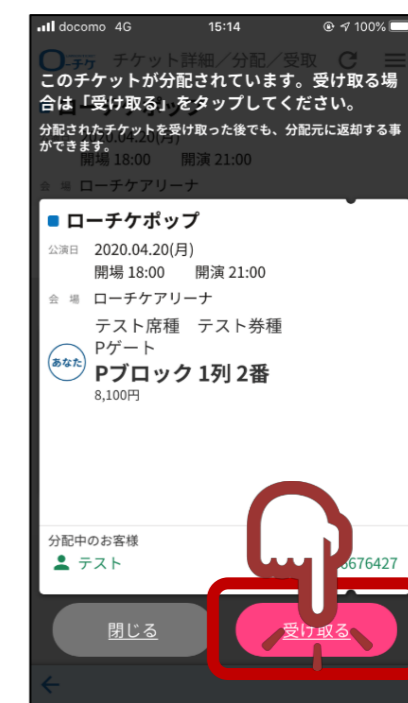 docomo 4G 15:14 100%
ローチケ チケット詳細／分配／受取
このチケットが分配されています。受け取る場
合は「受け取る」をタップしてください。
分配されたチケットを受け取った後でも、分配元に返却する事
ができます。
開場 18:00 開演 21:00
会 場 ローチケアリーナ
ローチケポップ
公演日 2020.04.20(月)
開場 18:00 開演 21:00
会 場 ローチケアリーナ
テスト席種 テスト券種
Pゲート
あなた
Pブロック 1列 2番
8,100円
分配中のお客様
テスト 6676427
閉じる 受け取る